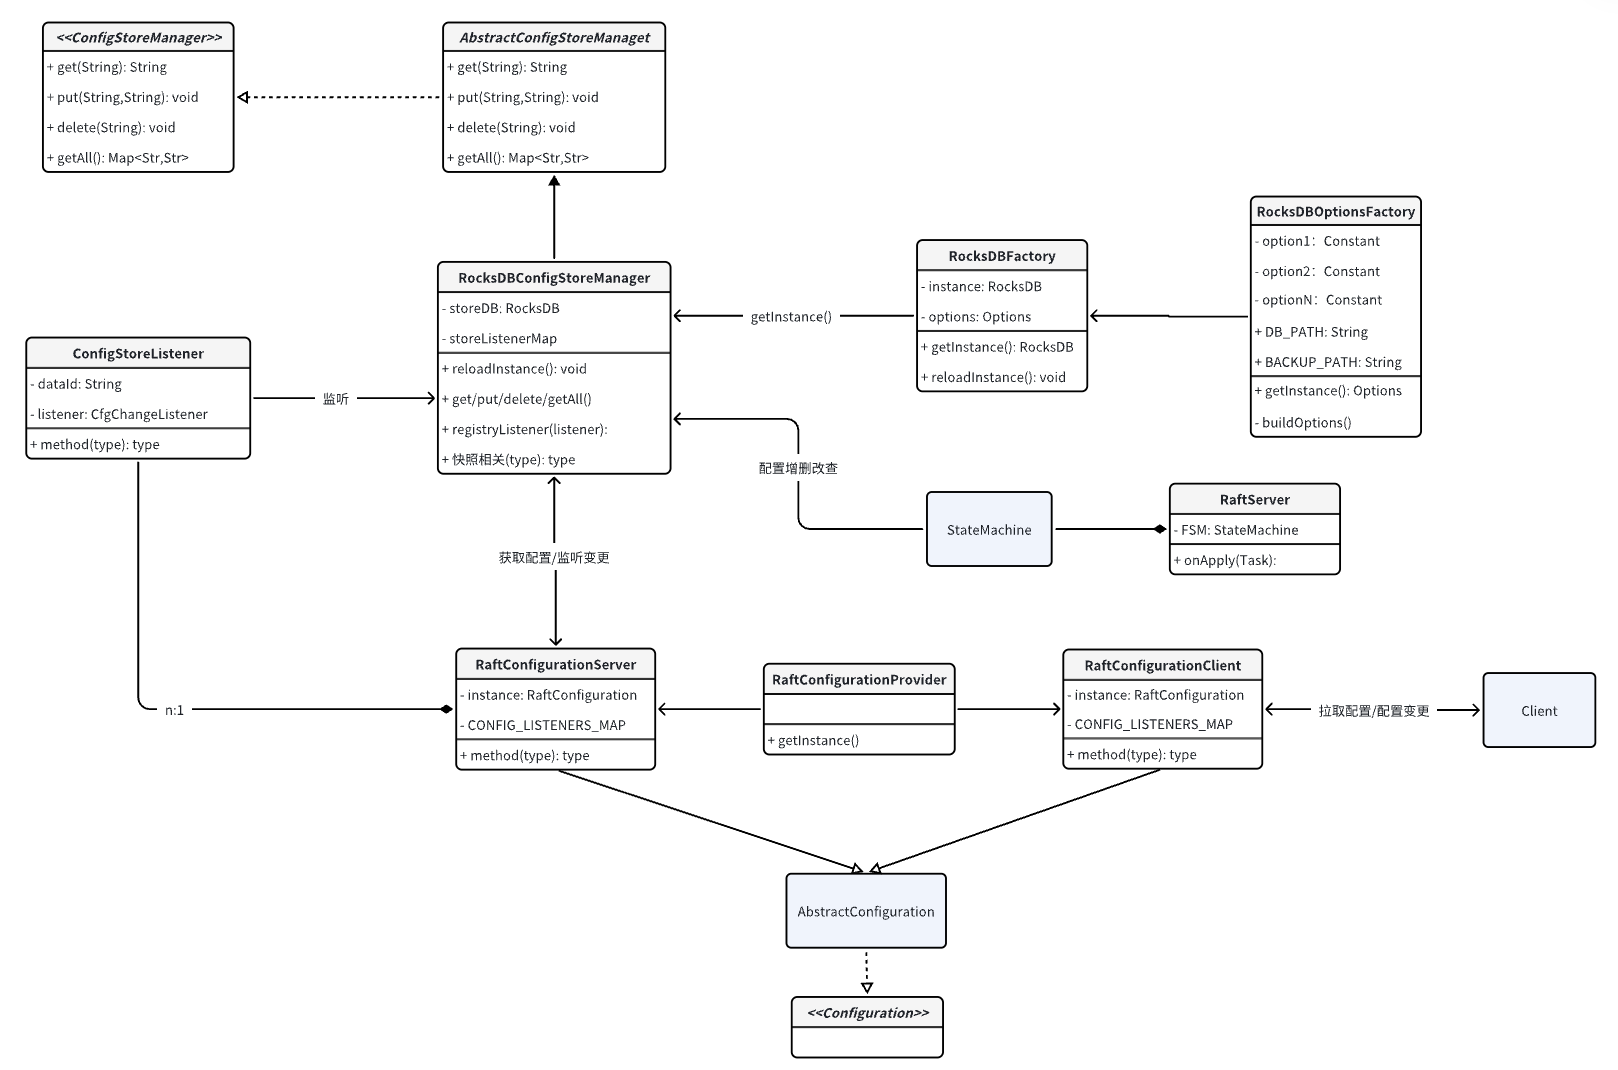 <<ConfigStoreManager>>
+ get(String): String
+ put(String,String): void
+ delete(String): void
+ getAll(): Map<Str,Str>
AbstractConfigStoreManaget
+ get(String): String
+ put(String,String): void
+ delete(String): void
+ getAll(): Map<Str,Str>
RocksDBOptionsFactory
- option1：Constant
- option2：Constant
- optionN：Constant
+ DB_PATH: String
+ BACKUP_PATH: String
+ getInstance(): Options
- buildOptions()
RocksDBFactory
- instance: RocksDB
- options: Options
+ getInstance(): RocksDB
+ reloadInstance(): void
getInstance()
RocksDBConfigStoreManager
- storeDB: RocksDB
- storeListenerMap
+ reloadInstance(): void
+ get/put/delete/getAll()
+ registryListener(listener):
+ 快照相关(type): type
ConfigStoreListener
- dataId: String
- listener: CfgChangeListener
+ method(type): type
监听
配置增删改查
StateMachine
RaftServer
- FSM: StateMachine
+ onApply(Task):
获取配置/监听变更
n:1
RaftConfigurationServer
- instance: RaftConfiguration
- CONFIG_LISTENERS_MAP
+ method(type): type
RaftConfigurationProvider
+ getInstance()
RaftConfigurationClient
- instance: RaftConfiguration
- CONFIG_LISTENERS_MAP
+ method(type): type
拉取配置/配置变更
Client
AbstractConfiguration
<<Configuration>>